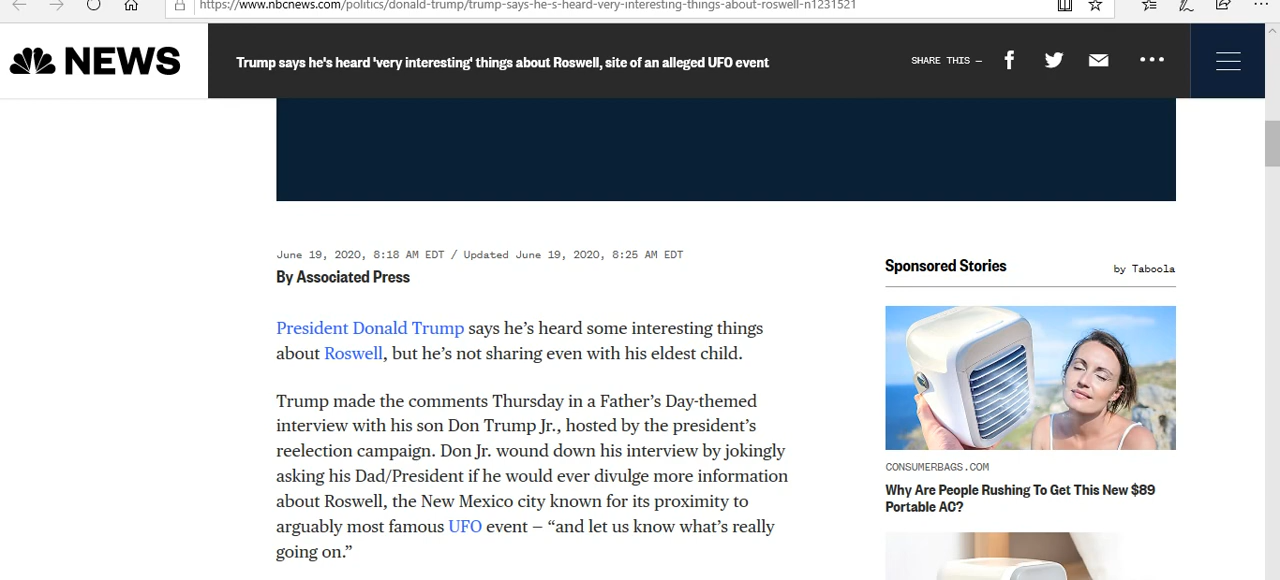 https://www.nbcnews.com/politics/donald-trump/trump-says-he-s-heard-very-interesting-things-about-roswell-n1231521
NEWS
Trump says he's heard 'very interesting' things about Roswell, site of an alleged UFO event
SHARE THIS —
June 19, 2020, 8:18 AM EDT / Updated June 19, 2020, 8:25 AM EDT
By Associated Press
President Donald Trump says he’s heard some interesting things
about Roswell, but he’s not sharing even with his eldest child.
Trump made the comments Thursday in a Father’s Day-themed
interview with his son Don Trump Jr., hosted by the president’s
reelection campaign. Don Jr. wound down his interview by jokingly
asking his Dad/President if he would ever divulge more information
about Roswell, the New Mexico city known for its proximity to
arguably most famous UFO event — “and let us know what’s really
going on.”
Sponsored Stories
by Taboola
CONSUMERBAGS.COM
Why Are People Rushing To Get This New $89
Portable AC?